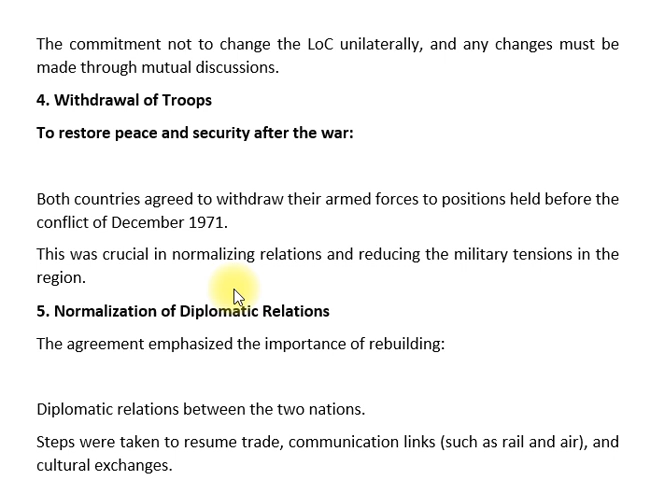 The commitment not to change the LoC unilaterally, and any changes must be
made through mutual discussions.
4. Withdrawal of Troops
To restore peace and security after the war:
Both countries agreed to withdraw their armed forces to positions held before the
conflict of December 1971.
This was crucial in normalizing relations and reducing the military tensions in the
region.
5. Normalization of Diplomatic Relations
The agreement emphasized the importance of rebuilding:
Diplomatic relations between the two nations.
Steps were taken to resume trade, communication links (such as rail and air), and
cultural exchanges.